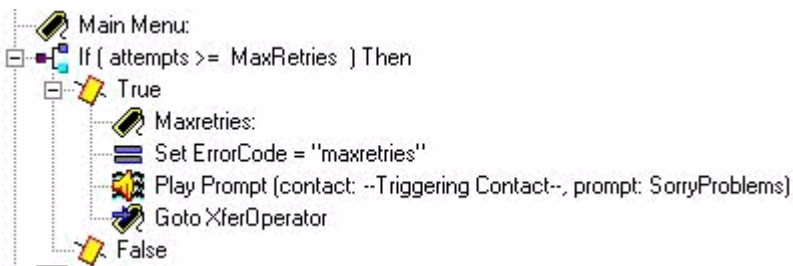 Main Menu:
If ( attempts >= MaxRetries ) Then
True
Maxretries:
Set ErrorCode = "maxretries"
Play Prompt (contact: --Triggering Contact--, prompt: SorryProblems)
Goto XferOperator
False